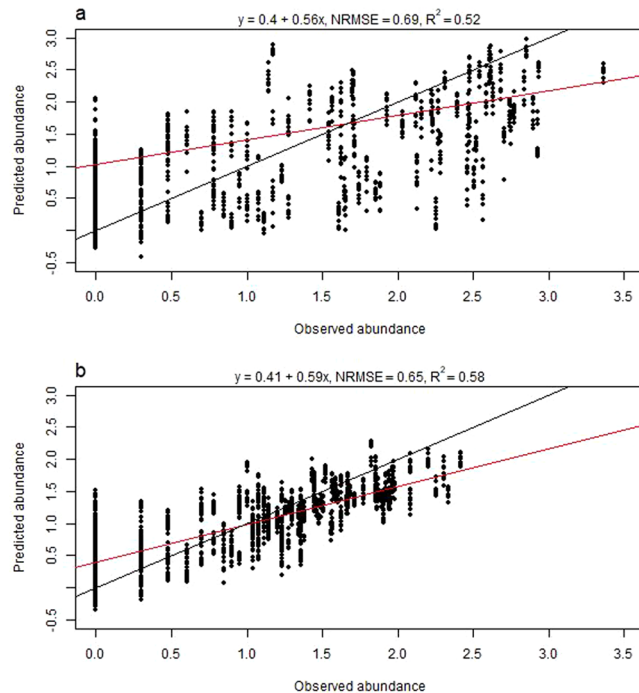 a
y = 0.4 + 0.56x, NRMSE = 0.69, R² = 0.52
Predicted abundance
3.0
2.5
2.0
1.5
1.0
0.5
-0.5
0.0 0.5 1.0 1.5 2.0 2.5 3.0 3.5
Observed abundance
b
y = 0.41 + 0.59x, NRMSE = 0.65, R² = 0.58
Predicted abundance
3.0
2.0
1.5
1.0
0.5
-0.5
0.0 0.5 1.0 1.5 2.0 2.5 3.0 3.5
Observed abundance